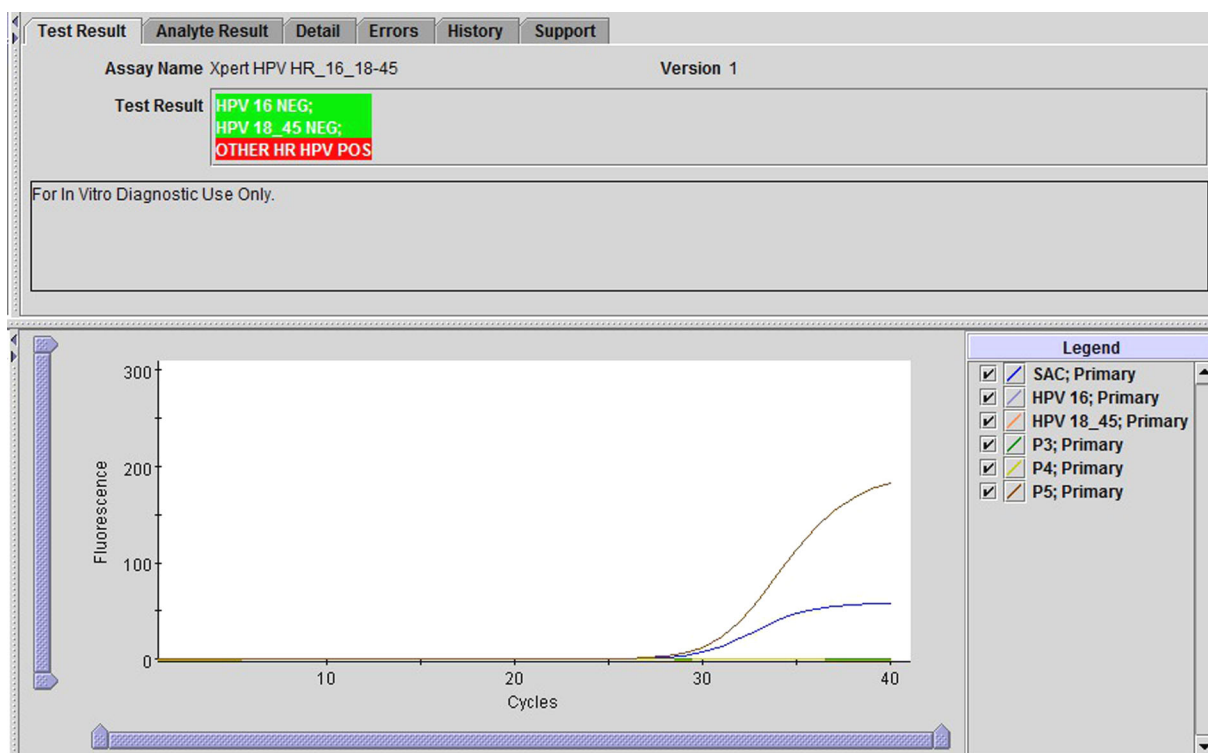 Test Result Analyte Result Detail Errors History Support
Assay Name Xpert HPV HR_16_18-45 Version 1
Test Result HPV 16 NEG;
HPV 18_45 NEG;
OTHER HR HPV POS
For In Vitro Diagnostic Use Only.
Legend
SAC; Primary
HPV 16; Primary
HPV 18_45; Primary
P3; Primary
P4; Primary
P5; Primary
Fluorescence
300
200
100
0
10 20 30 40
Cycles